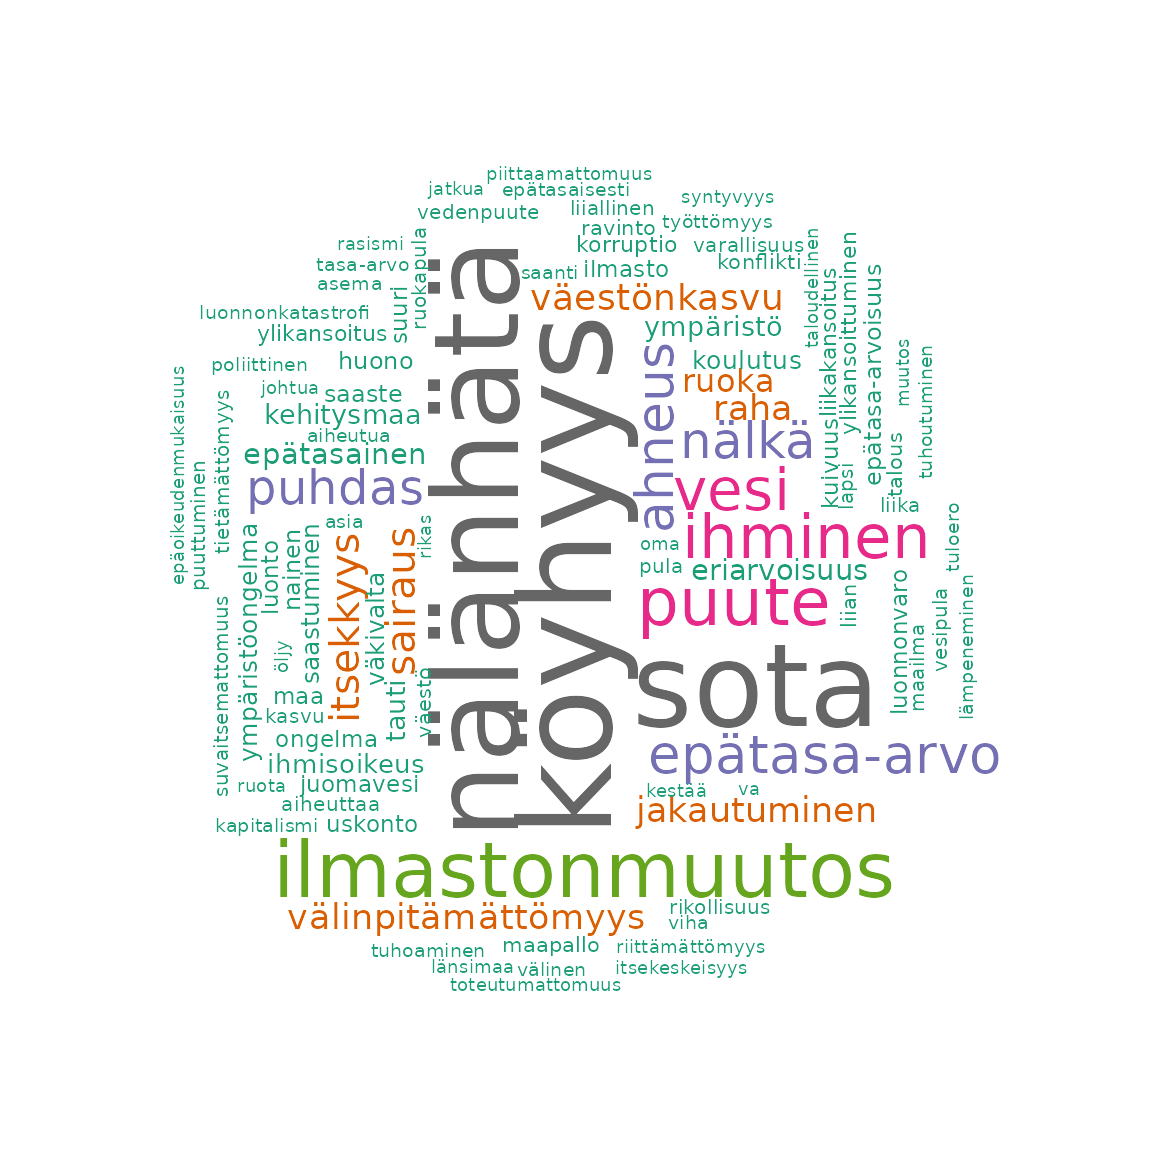 piittaamattomuus
jatkua
epätasaisesti
syntyvyys
vedenpuute
liiallinen
työttömyys
ravinto
rasismi
korruptio
varallisuus
tasa-arvo
saanti
ilmasto
konflikti
asema
suuri
ruokapula
väestönkasvu
taloudellinen
luonnonkatastrofi
ylikansoitus
ympäristö
liikakansoitus
ylikansoittuminen
epätasa-arvoisuus
poliittinen
huono
koulutus
muutos
tuhoutuminen
johtua
saaste
ruoka
kehitysmaa
raha
aiheutua
nälkä
epätasainen
ahneus
kuivuus
lapsi
talous
puhdas
vesi
liika
epäoikeudenmukaisuus
puuttuminen
tietämättömyys
nälänhätä
köyhyys
asia
rikas
ihminen
oma
tuloero
pula
eriarvoisuus
ympäristöongelma
luonto
nainen
saastuminen
itsekkyys
sairaus
väkivalta
puute
liian
luonnonvaro
maailma
vesipula
lämpeneminen
öljy
suvaitsemattomuus
maa
tauti
väestö
sota
kasvu
ongelma
epätasa-arvo
ihmisoikeus
ruota
juomavesi
kestää
va
aiheuttaa
jakautuminen
kapitalismi
uskonto
ilmastonmuutos
välinpitämättömyys
rikollisuus
viha
tuhoaminen
maapallo
riittämättömyys
länsimaa
välinen
itsekeskeisyys
toteutumattomuus